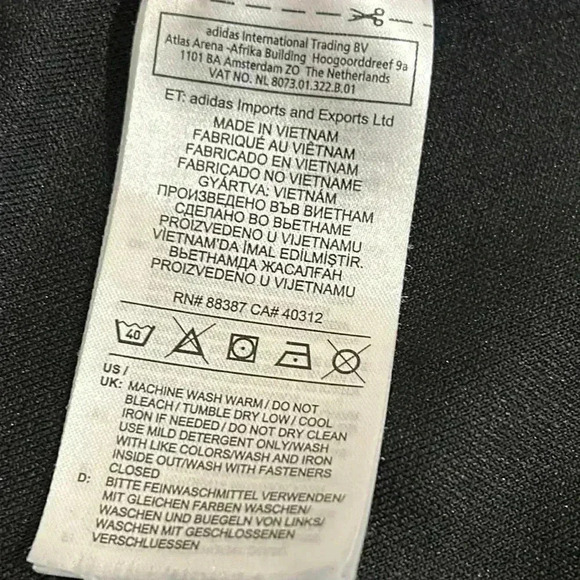 adidas International Trading BV
Atlas Arena -Afrika Building Hoogoorddreef 9a
1101 BA Amsterdam ZO The Netherlands
VAT NO. NL 8073.01.322.B.01
ET: adidas Imports and Exports Ltd
MADE IN VIETNAM
FABRIQUÉ AU VIÊTNAM
FABRICADO EN VIETNAM
FABRICADO NO VIETNAME
GYÁRTVA: VIETNÁM
ПРОИЗВЕДЕНО ВЪВ ВИЕТНАМ
СДЕЛАНО ВО ВЬЕТНАМЕ
PROIZVEDENO U VIJETNAMU
VİETNAM'DA İMAL EDİLMİŞTİR.
ВЬЕТНАМДА ЖАСАЛҒАН
PROIZVEDENO U VIJETNAMU
RN# 88387 CA# 40312
40
US /
UK: MACHINE WASH WARM / DO NOT
BLEACH / TUMBLE DRY LOW / COOL
IRON IF NEEDED / DO NOT DRY CLEAN
USE MILD DETERGENT ONLY/WASH
WITH LIKE COLORS/WASH AND IRON
INSIDE OUT/WASH WITH FASTENERS
CLOSED
D: BITTE FEINWASCHMITTEL VERWENDEN/
MIT GLEICHEN FARBEN WASCHEN/
WASCHEN UND BUEGELN VON LINKS/
WASCHEN MIT GESCHLOSSENEN
VERSCHLUESSEN